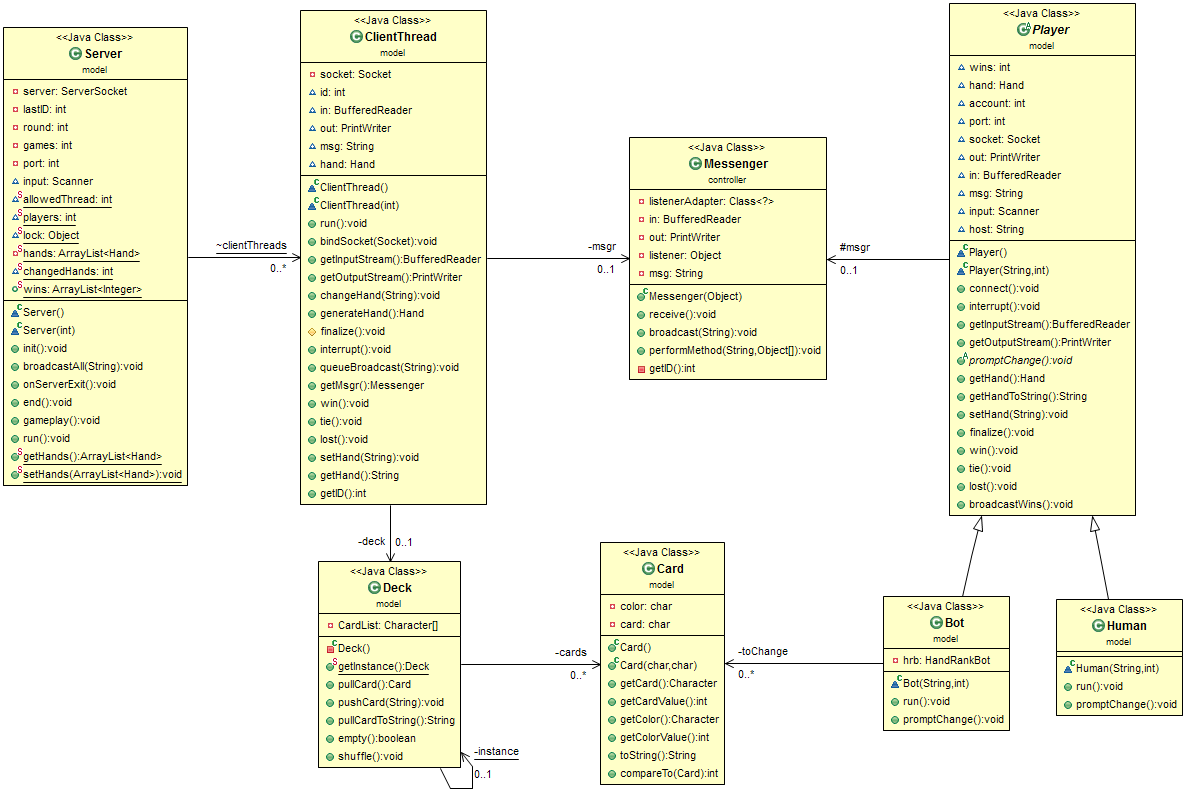 <<Java Class>>
Server
model
server: ServerSocket
lastID: int
round: int
games: int
port: int
input: Scanner
allowedThread: int
players: int
lock: Object
hands: ArrayList<Hand>
changedHands: int
wins: ArrayList<Integer>
Server()
Server(int)
init():void
broadcastAll(String):void
onServerExit():void
end():void
gameplay():void
run():void
getHands():ArrayList<Hand>
setHands(ArrayList<Hand>):void
~clientThreads
0..*
<<Java Class>>
ClientThread
model
socket: Socket
id: int
in: BufferedReader
out: PrintWriter
msg: String
hand: Hand
ClientThread()
ClientThread(int)
run():void
bindSocket(Socket):void
getInputStream():BufferedReader
getOutputStream():PrintWriter
changeHand(String):void
generateHand():Hand
finalize():void
interrupt():void
queueBroadcast(String):void
getMsgr():Messenger
win():void
tie():void
lost():void
setHand(String):void
getHand():String
getID():int
-msgr
0..1
<<Java Class>>
Messenger
controller
listenerAdapter: Class<?>
in: BufferedReader
out: PrintWriter
listener: Object
msg: String
Messenger(Object)
receive():void
broadcast(String):void
performMethod(String,Object[]):void
getID():int
#msgr
0..1
<<Java Class>>
Player
model
wins: int
hand: Hand
account: int
port: int
socket: Socket
out: PrintWriter
in: BufferedReader
msg: String
input: Scanner
host: String
Player()
Player(String,int)
connect():void
interrupt():void
getInputStream():BufferedReader
getOutputStream():PrintWriter
promptChange():void
getHand():Hand
getHandToString():String
setHand(String):void
finalize():void
win():void
tie():void
lost():void
broadcastWins():void
-deck
0..1
<<Java Class>>
Deck
model
CardList: Character[]
Deck()
getInstance():Deck
pullCard():Card
pushCard(String):void
pullCardToString():String
empty():boolean
shuffle():void
-instance
0..1
-cards
0..*
<<Java Class>>
Card
model
color: char
card: char
Card()
Card(char,char)
getCard():Character
getCardValue():int
getColor():Character
getColorValue():int
toString():String
compareTo(Card):int
-toChange
0..*
<<Java Class>>
Bot
model
hrb: HandRankBot
Bot(String,int)
run():void
promptChange():void
<<Java Class>>
Human
model
Human(String,int)
run():void
promptChange():void